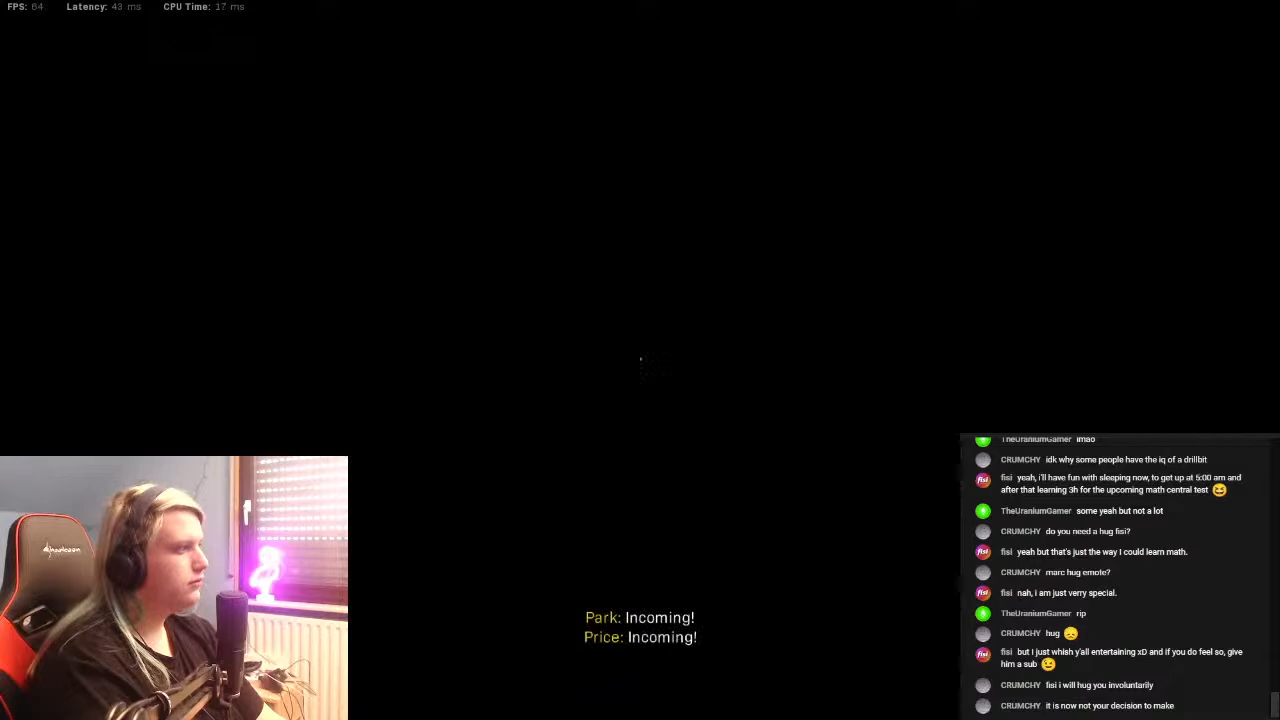 FPS: 64 Latency: 43 ms CPU Time: 17 ms
Park: Incoming!
Price: Incoming!
TheUraniumGamer lmao
CRUNCHY idk why some people have the iq of a drillbit
fisi yeah, i'll have fun with sleeping now, to get up at 5:00 am and
after that learning 3h for the upcoming math central test 😆
TheUraniumGamer some yeah but not a lot
CRUMCHY do you need a hug fisi?
fisi yeah but that's just the way I could learn math.
CRUMCHY marc hug emote?
fisi nah, i am just verry special.
TheUraniumGamer rip
CRUMCHY hug 😞
fisi but I just whish y'all entertaining xD and if you do feel so, give
him a sub 😉
CRUMCHY fisi i will hug you involuntarily
CRUMCHY it is now not your decision to make